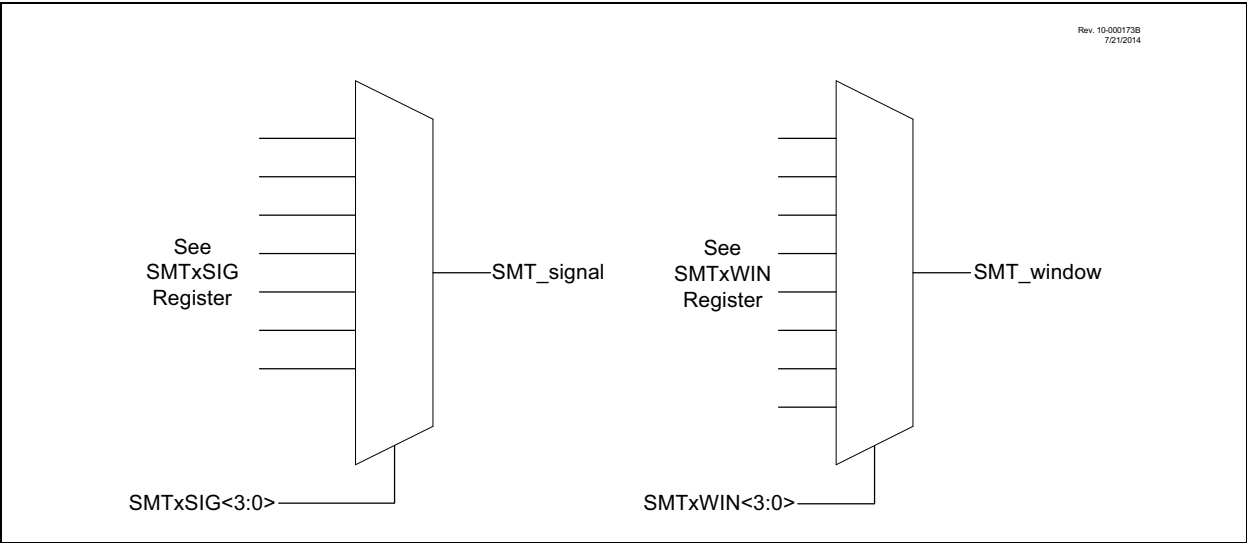 Rev. 10-000173B
7/21/2014
See
SMTxSIG
Register
SMT_signal
SMTxSIG<3:0>
See
SMTxWIN
Register
SMT_window
SMTxWIN<3:0>